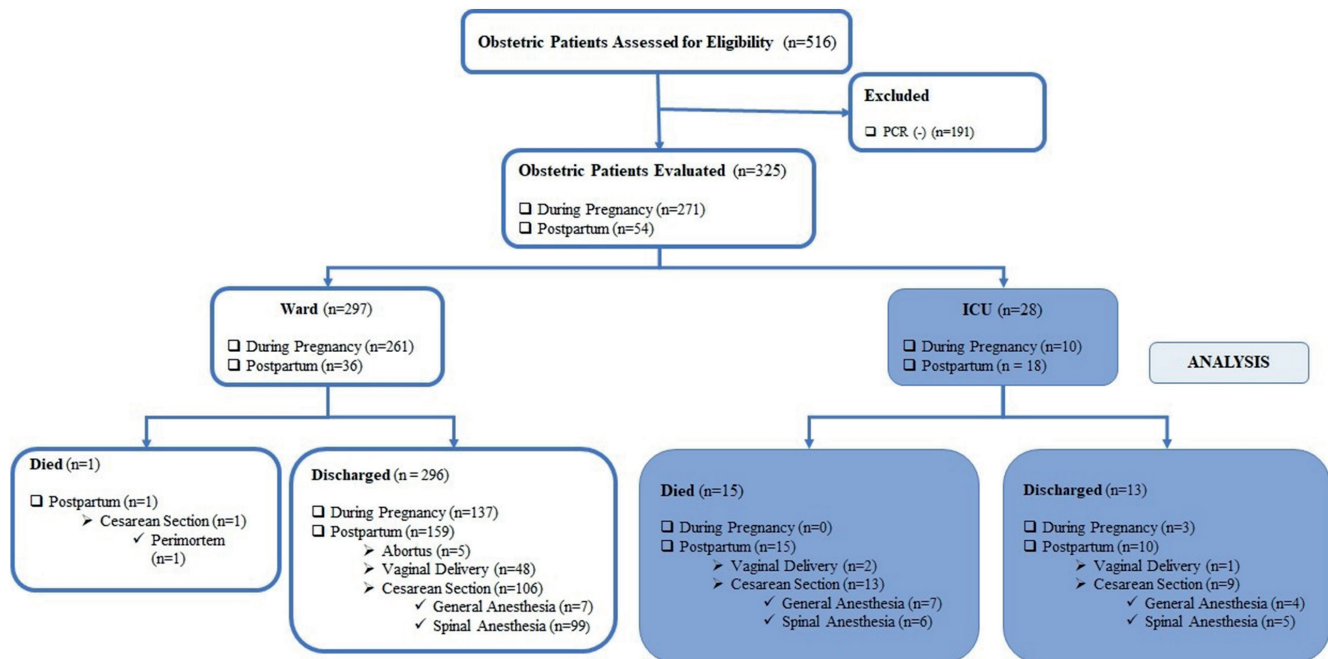 Obstetric Patients Assessed for Eligibility (n=516)
Excluded
❑ PCR (-) (n=191)
Obstetric Patients Evaluated (n=325)
❑ During Pregnancy (n=271)
❑ Postpartum (n=54)
Ward (n=297)
❑ During Pregnancy (n=261)
❑ Postpartum (n=36)
ICU (n=28)
❑ During Pregnancy (n=10)
❑ Postpartum (n = 18)
ANALYSIS
Died (n=1)
❑ Postpartum (n=1)
➤ Cesarean Section (n=1)
✓ Perimortem
(n=1)
Discharged (n = 296)
❑ During Pregnancy (n=137)
❑ Postpartum (n=159)
➤ Abortus (n=5)
➤ Vaginal Delivery (n=48)
➤ Cesarean Section (n=106)
✓ General Anesthesia (n=7)
✓ Spinal Anesthesia (n=99)
Died (n=15)
❑ During Pregnancy (n=0)
❑ Postpartum (n=15)
➤ Vaginal Delivery (n=2)
➤ Cesarean Section (n=13)
✓ General Anesthesia (n=7)
✓ Spinal Anesthesia (n=6)
Discharged (n=13)
❑ During Pregnancy (n=3)
❑ Postpartum (n=10)
➤ Vaginal Delivery (n=1)
➤ Cesarean Section (n=9)
✓ General Anesthesia (n=4)
✓ Spinal Anesthesia (n=5)